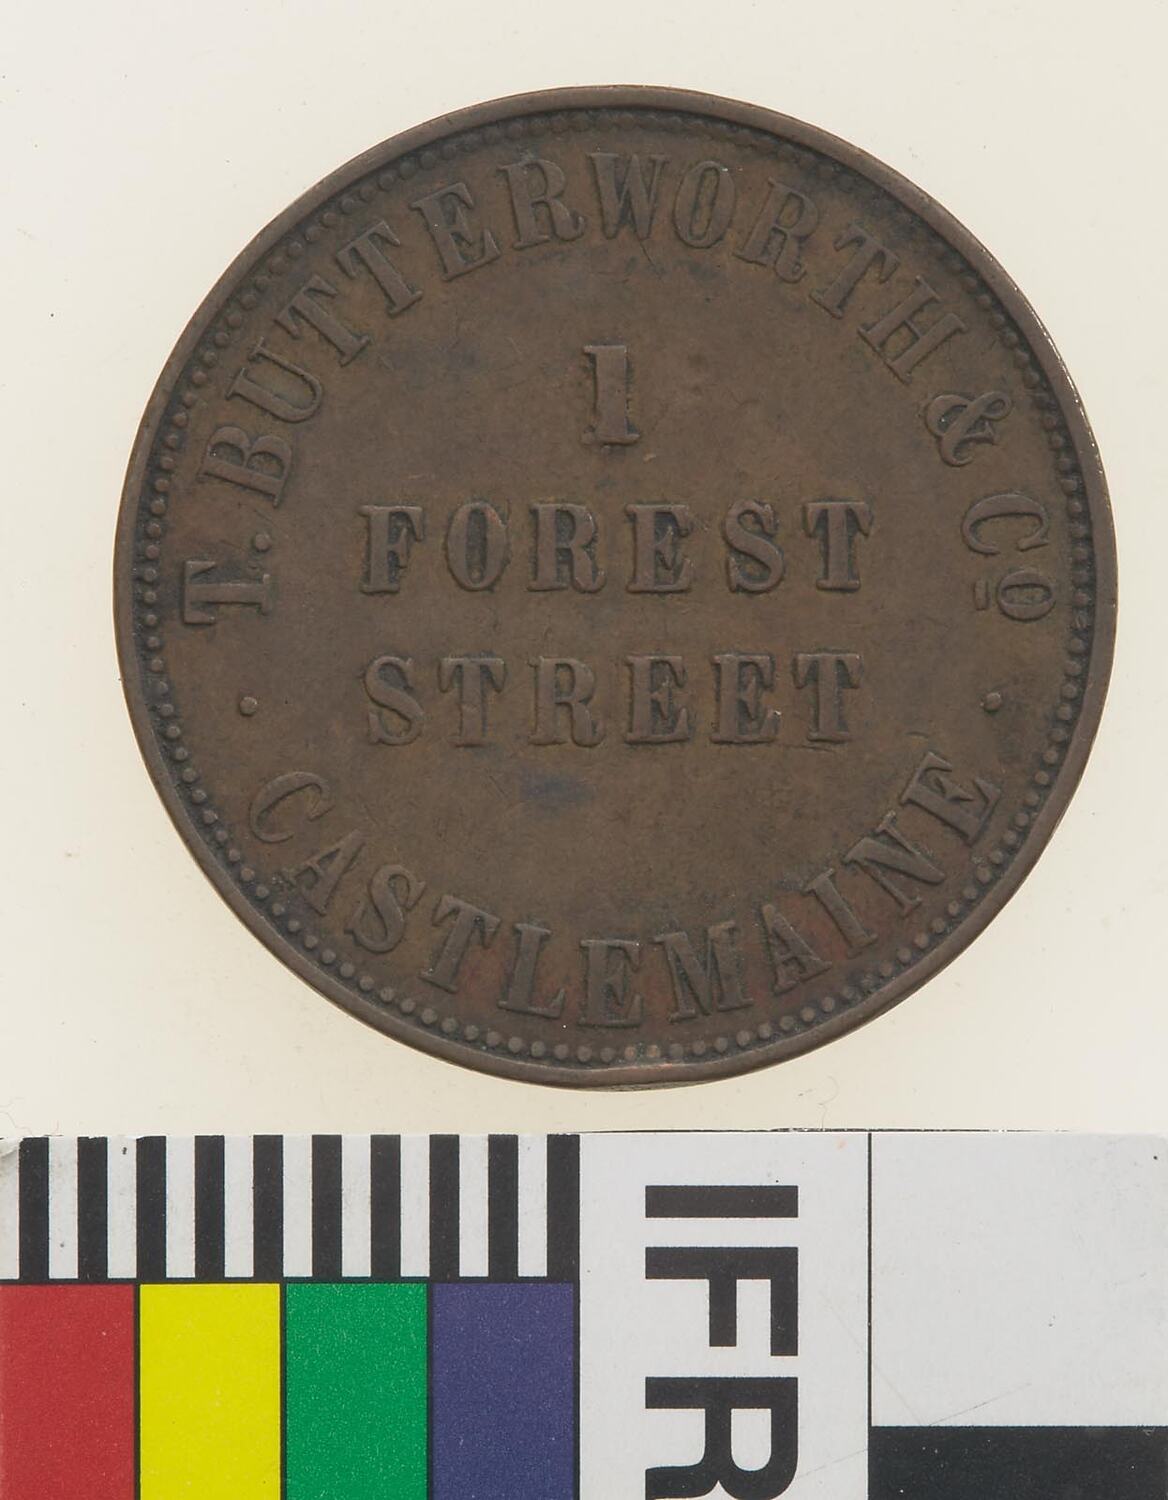 T. BUTTERWORTH & Cº
1
FOREST
STREET
CASTLEMAINE
IFR